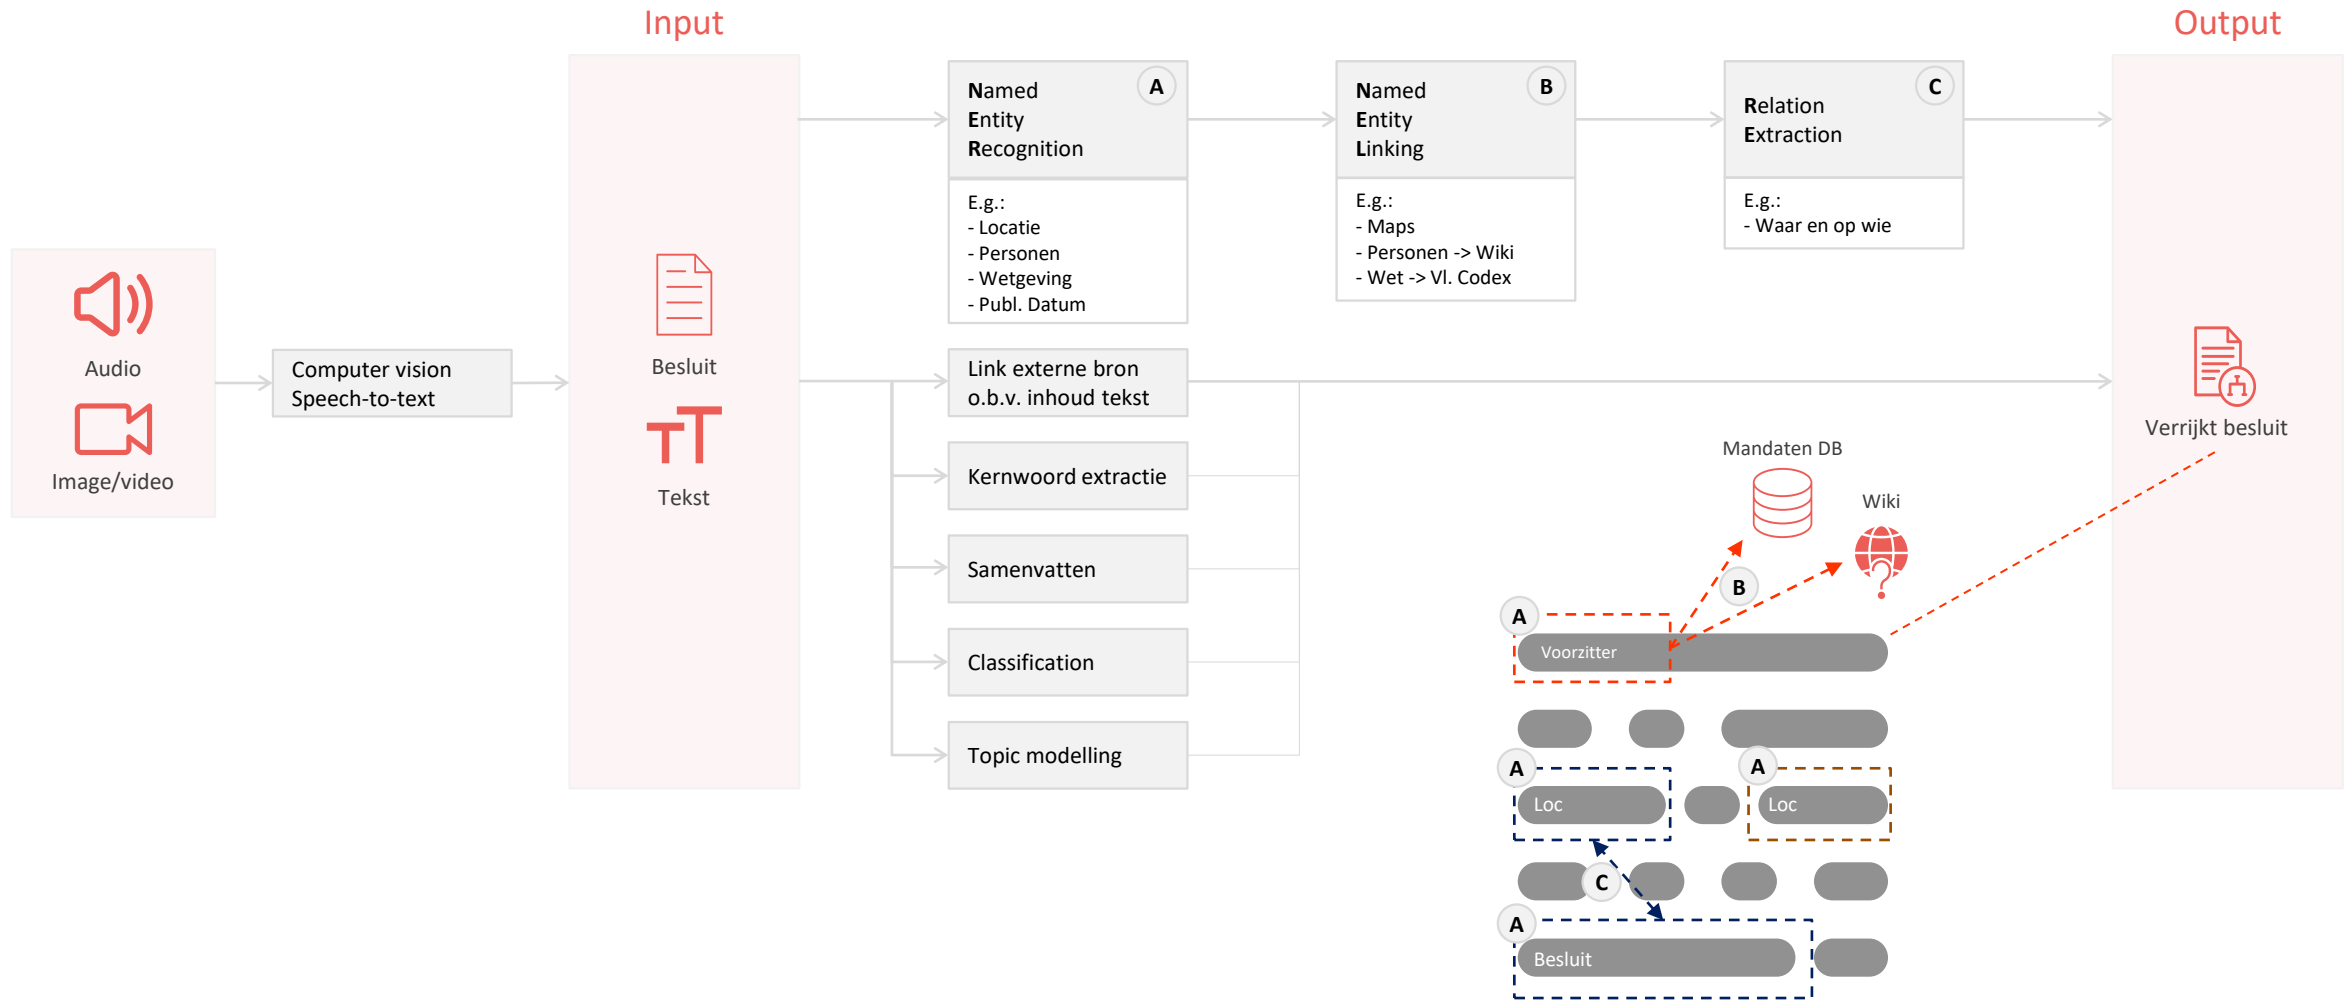 Input
Output
Audio
Image/video
Computer vision
Speech-to-text
Besluit
Tekst
Named
Entity
Recognition
A
E.g.:
- Locatie
- Personen
- Wetgeving
- Publ. Datum
Named
Entity
Linking
B
E.g.:
- Maps
- Personen -> Wiki
- Wet -> Vl. Codex
Relation
Extraction
C
E.g.:
- Waar en op wie
Link externe bron
o.b.v. inhoud tekst
Kernwoord extractie
Samenvatten
Classification
Topic modelling
Verrijkt besluit
Mandaten DB
Wiki
B
A
Voorzitter
A
Loc
A
Loc
C
A
Besluit